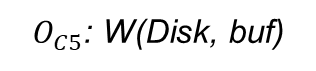 O_{C5}: W(Disk, buf)